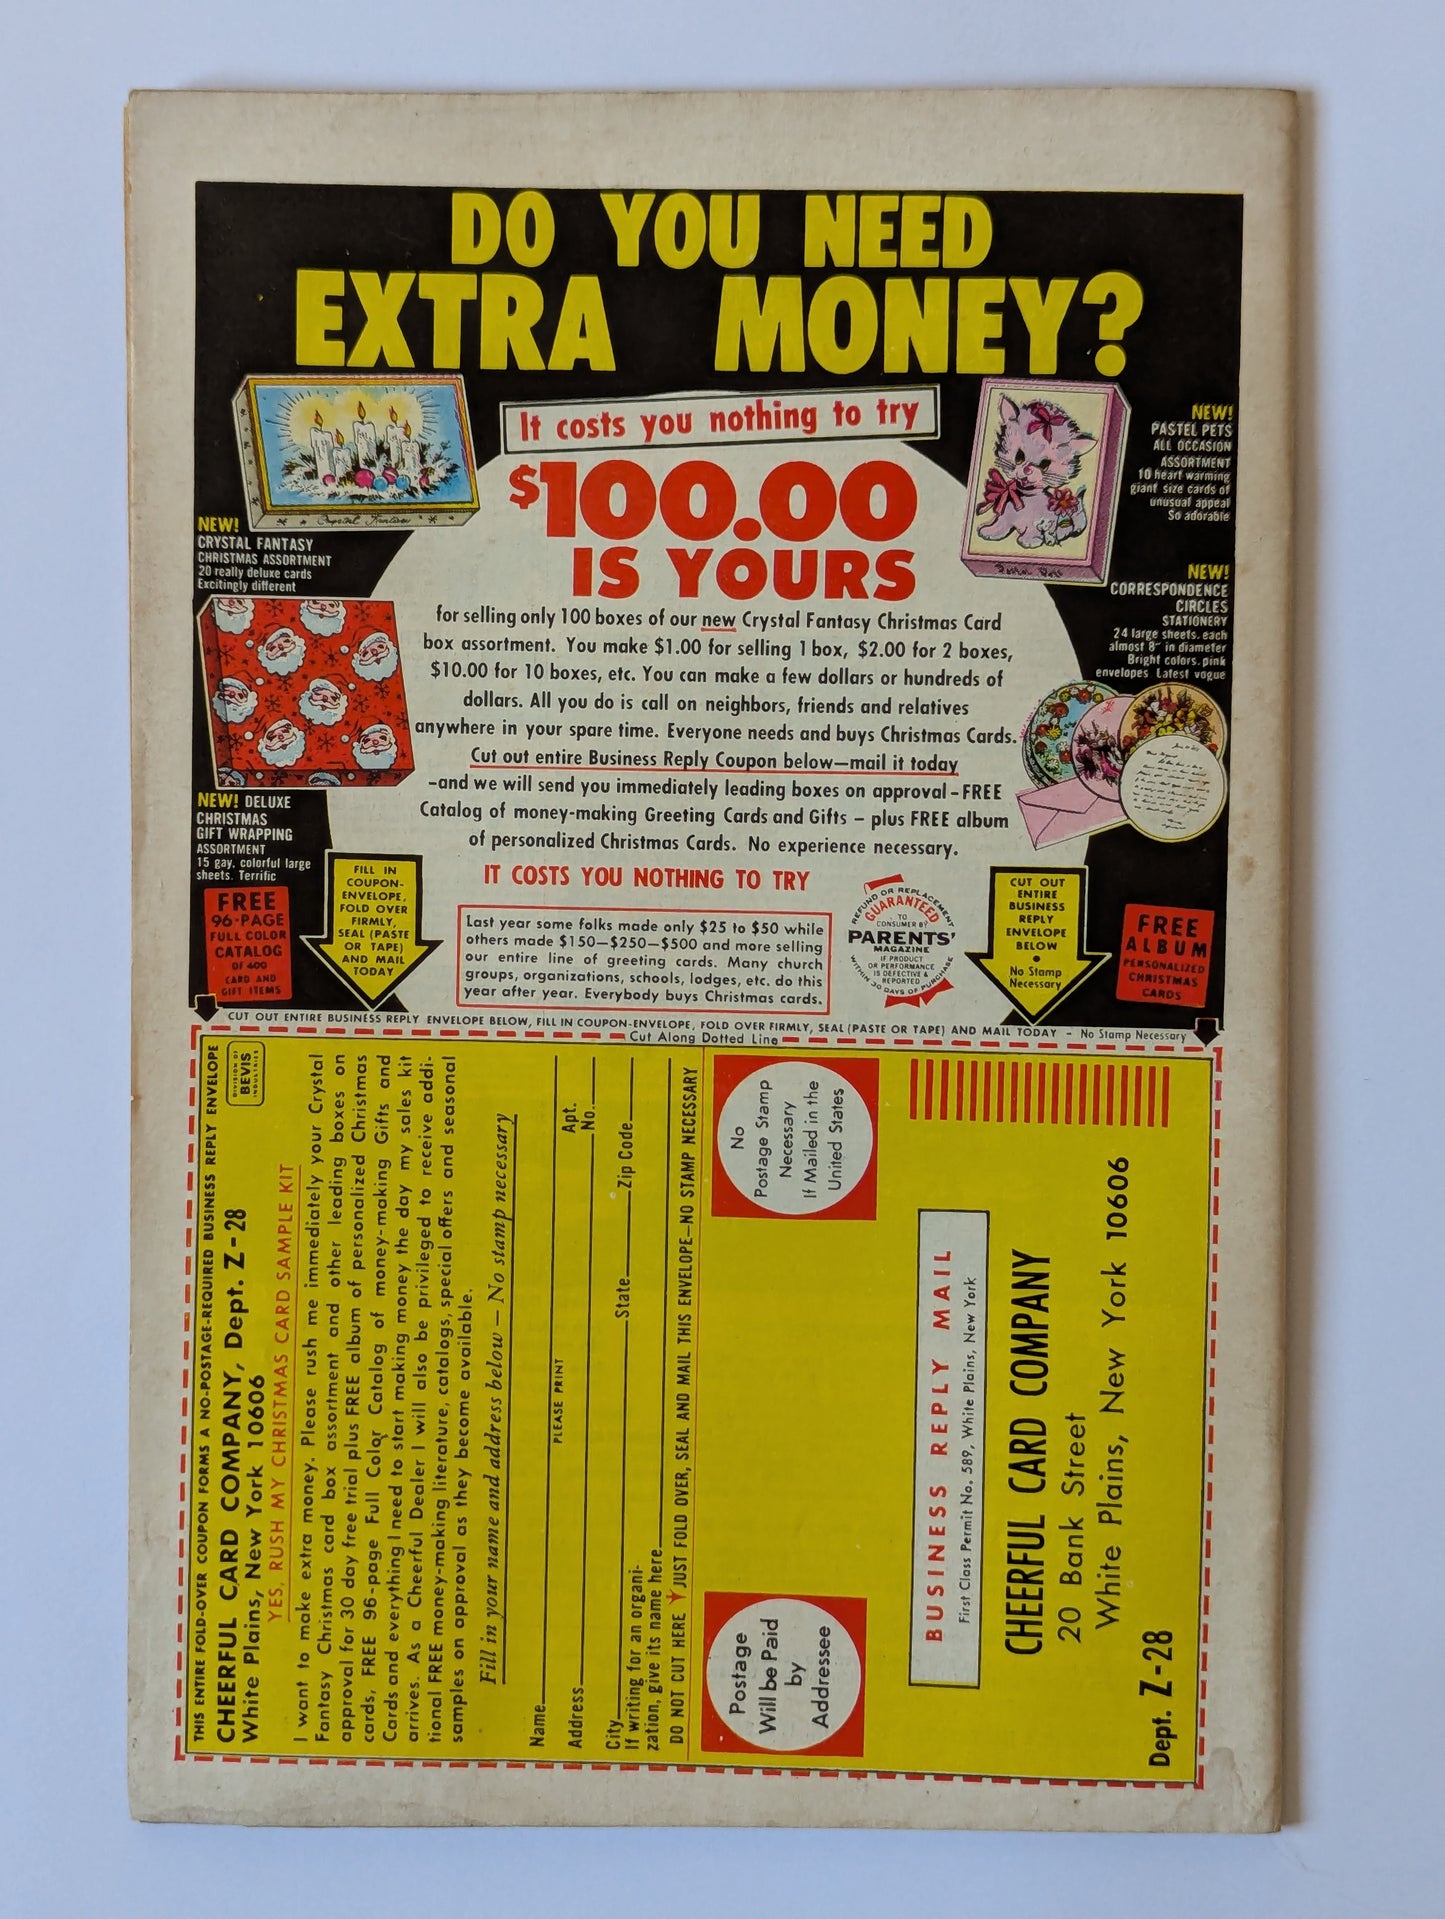 DO YOU NEED
EXTRA MONEY?
It costs you nothing to try
$100.00
IS YOURS
for selling only 100 boxes of our new Crystal Fantasy Christmas Card
box assortment. You make $1.00 for selling 1 box, $2.00 for 2 boxes,
$10.00 for 10 boxes, etc. You can make a few dollars or hundreds of
dollars. All you do is call on neighbors, friends and relatives
anywhere in your spare time. Everyone needs and buys Christmas Cards.
Cut out entire Business Reply Coupon below—mail it today
-and we will send you immediately leading boxes on approval-FREE
Catalog of money-making Greeting Cards and Gifts – plus FREE album
of personalized Christmas Cards. No experience necessary.
IT COSTS YOU NOTHING TO TRY
Last year some folks made only $25 to $50 while
others made $150—$250—$500 and more selling
our entire line of greeting cards. Many church
groups, organizations, schools, lodges, etc. do this
year after year. Everybody buys Christmas cards.
Crystal Fantasy
NEW!
CRYSTAL FANTASY
CHRISTMAS ASSORTMENT
20 really deluxe cards
Excitingly different
NEW! DELUXE
CHRISTMAS
GIFT WRAPPING
ASSORTMENT
15 gay, colorful large
sheets. Terrific
FREE
96-PAGE
FULL COLOR
CATALOG
OF 400
CARD AND
GIFT ITEMS
FILL IN
COUPON-
ENVELOPE,
FOLD OVER
FIRMLY,
SEAL (PASTE
OR TAPE)
AND MAIL
TODAY
NEW!
PASTEL PETS
ALL OCCASION
ASSORTMENT
10 heart warming
giant size cards of
unusual appeal
So adorable
NEW!
CORRESPONDENCE
CIRCLES
STATIONERY
24 large sheets, each
almost 8" in diameter
Bright colors, pink
envelopes Latest vogue
REFUND OR REPLACEMENT
GUARANTEED
TO
CONSUMER BY
PARENTS'
MAGAZINE
IF PRODUCT
OR PERFORMANCE
IS DEFECTIVE &
REPORTED
WITHIN 30 DAYS OF PURCHASE
CUT OUT
ENTIRE
BUSINESS
REPLY
ENVELOPE
BELOW
•
No Stamp
Necessary
FREE
ALBUM
PERSONALIZED
CHRISTMAS
CARDS
CUT OUT ENTIRE BUSINESS REPLY ENVELOPE BELOW, FILL IN COUPON-ENVELOPE, FOLD OVER FIRMLY, SEAL (PASTE OR TAPE) AND MAIL TODAY – No Stamp Necessary
Cut Along Dotted Line
THIS ENTIRE FOLD-OVER COUPON FORMS A NO-POSTAGE-REQUIRED BUSINESS REPLY ENVELOPE
CHEERFUL CARD COMPANY, Dept. Z-28
White Plains, New York 10606
DIVISION OF
BEVIS
INDUSTRIES
YES, RUSH MY CHRISTMAS CARD SAMPLE KIT
I want to make extra money. Please rush me immediately your Crystal
Fantasy Christmas card box assortment and other leading boxes on
approval for 30 day free trial plus FREE album of personalized Christmas
cards, FREE 96-page Full Color Catalog of money-making Gifts and
Cards and everything I need to start making money the day my sales kit
arrives. As a Cheerful Dealer I will also be privileged to receive addi-
tional FREE money-making literature, catalogs, special offers and seasonal
samples on approval as they become available.
Fill in your name and address below — No stamp necessary
Name
PLEASE PRINT
Address Apt. No.
City State Zip Code
If writing for an organi-
zation, give its name here
DO NOT CUT HERE JUST FOLD OVER, SEAL AND MAIL THIS ENVELOPE—NO STAMP NECESSARY
Postage
Will be Paid
by
Addressee
No
Postage Stamp
Necessary
If Mailed in the
United States
BUSINESS REPLY MAIL
First Class Permit No. 589, White Plains, New York
CHEERFUL CARD COMPANY
20 Bank Street
White Plains, New York 10606
Dept. Z-28